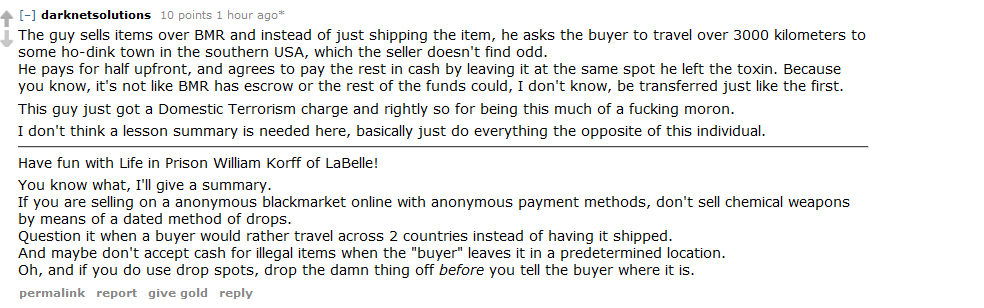 [–] darknetsolutions 10 points 1 hour ago*
The guy sells items over BMR and instead of just shipping the item, he asks the buyer to travel over 3000 kilometers to
some ho-dink town in the southern USA, which the seller doesn't find odd.
He pays for half upfront, and agrees to pay the rest in cash by leaving it at the same spot he left the toxin. Because
you know, it's not like BMR has escrow or the rest of the funds could, I don't know, be transferred just like the first.
This guy just got a Domestic Terrorism charge and rightly so for being this much of a fucking moron.
I don't think a lesson summary is needed here, basically just do everything the opposite of this individual.
Have fun with Life in Prison William Korff of LaBelle!
You know what, I'll give a summary.
If you are selling on a anonymous blackmarket online with anonymous payment methods, don't sell chemical weapons
by means of a dated method of drops.
Question it when a buyer would rather travel across 2 countries instead of having it shipped.
And maybe don't accept cash for illegal items when the "buyer" leaves it in a predetermined location.
Oh, and if you do use drop spots, drop the damn thing off before you tell the buyer where it is.
permalink report give gold reply